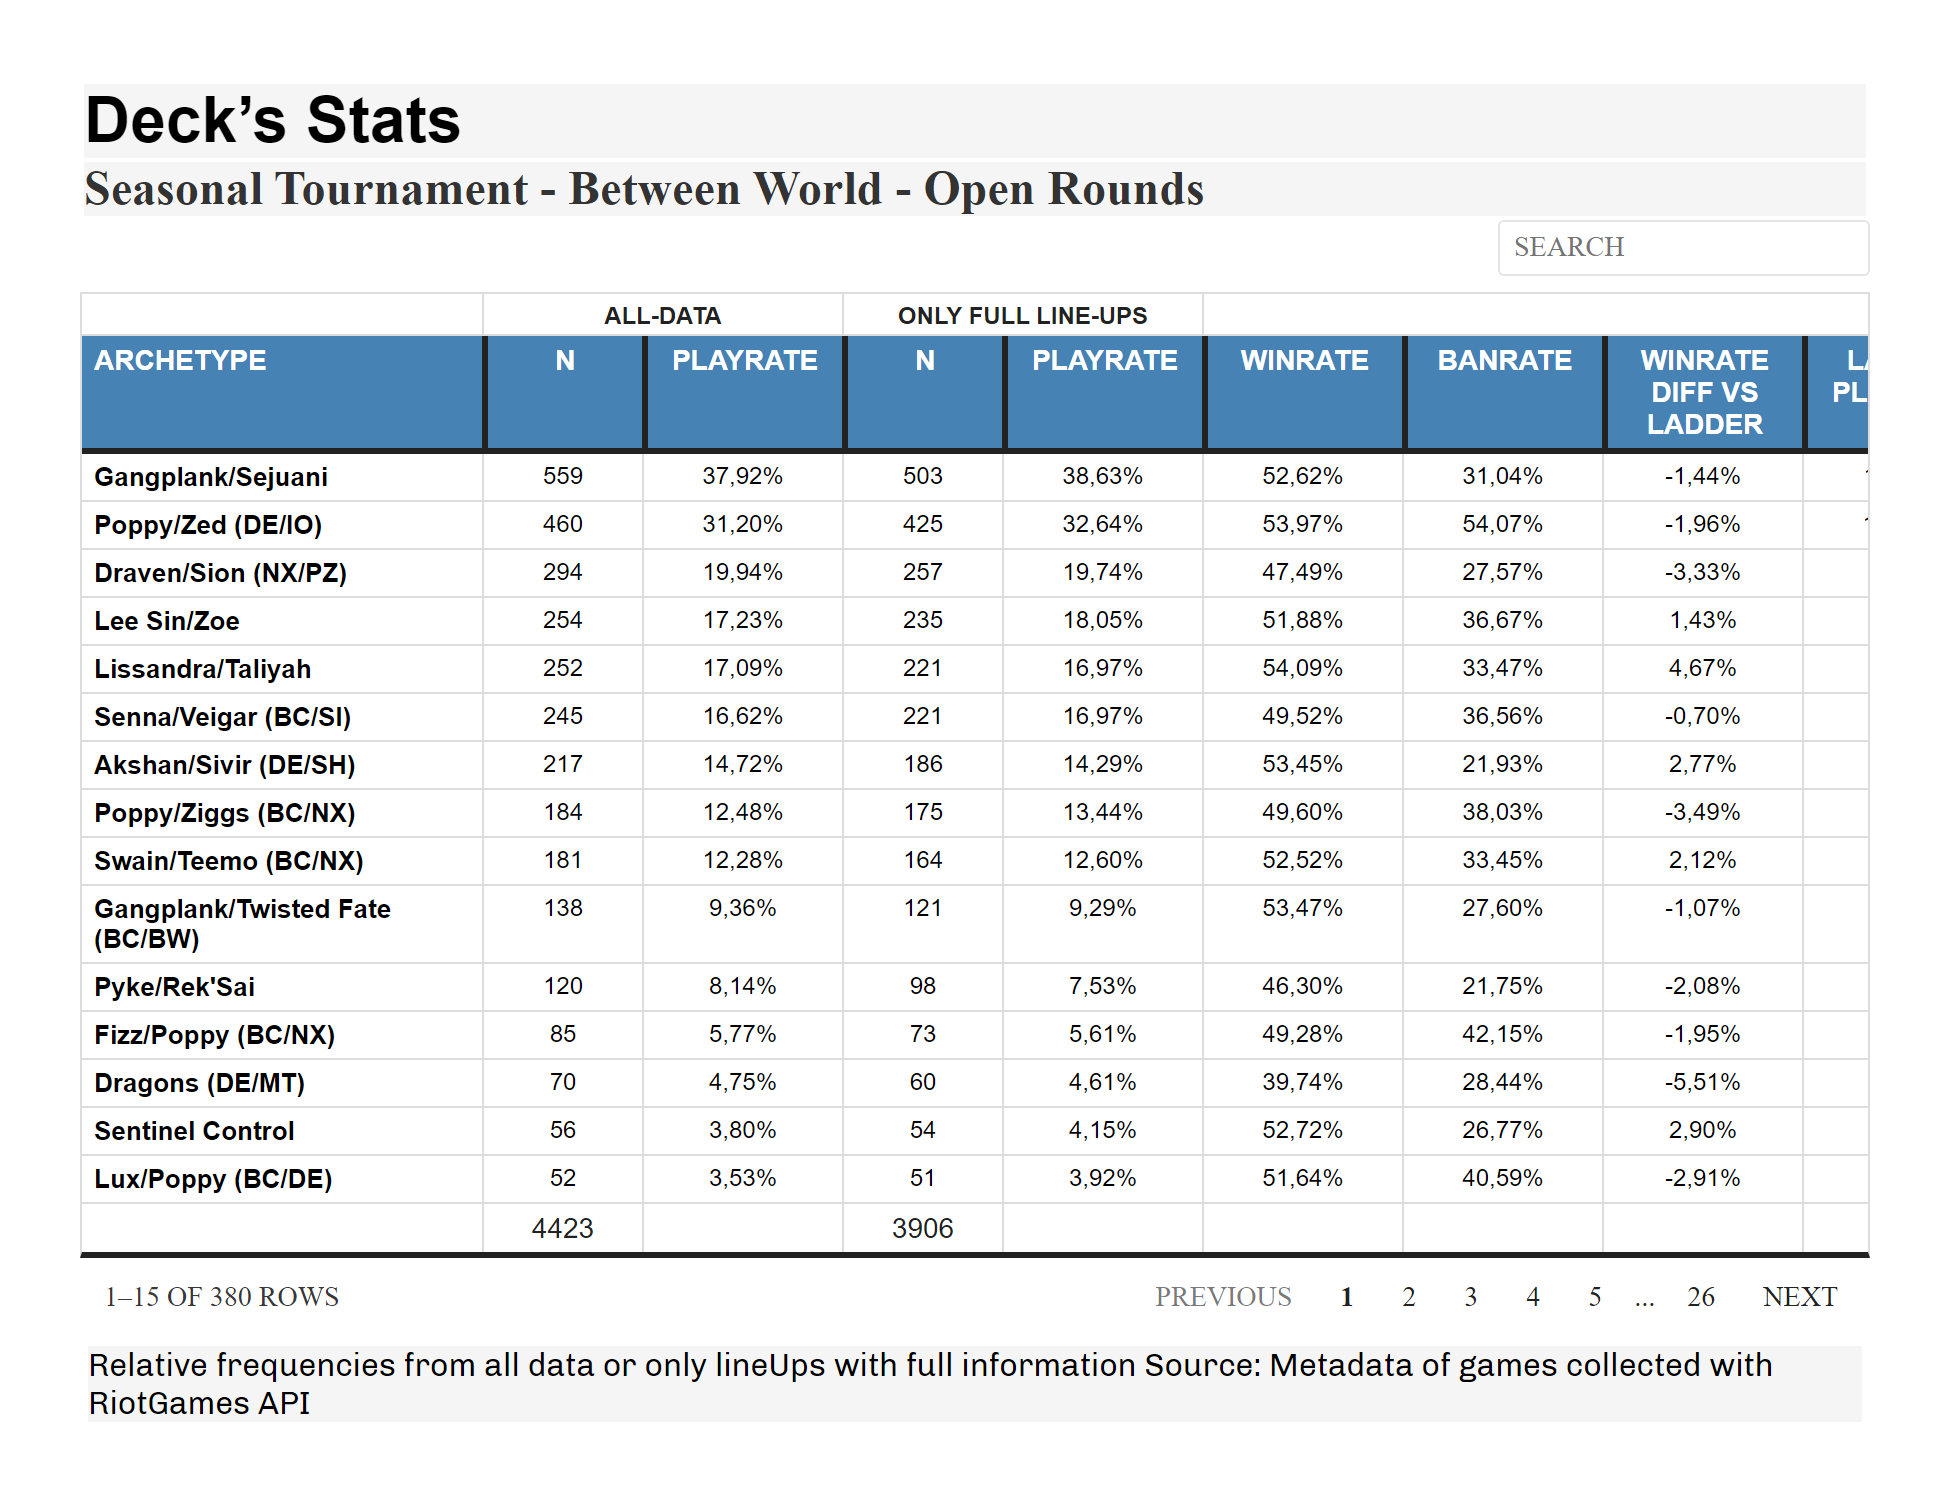 Deck’s Stats
Seasonal Tournament - Between World - Open Rounds
SEARCH
ALL-DATA ONLY FULL LINE-UPS
ARCHETYPE N PLAYRATE N PLAYRATE WINRATE BANRATE WINRATE
DIFF VS
LADDER
Gangplank/Sejuani 559 37,92% 503 38,63% 52,62% 31,04% -1,44%
Poppy/Zed (DE/IO) 460 31,20% 425 32,64% 53,97% 54,07% -1,96%
Draven/Sion (NX/PZ) 294 19,94% 257 19,74% 47,49% 27,57% -3,33%
Lee Sin/Zoe 254 17,23% 235 18,05% 51,88% 36,67% 1,43%
Lissandra/Taliyah 252 17,09% 221 16,97% 54,09% 33,47% 4,67%
Senna/Veigar (BC/SI) 245 16,62% 221 16,97% 49,52% 36,56% -0,70%
Akshan/Sivir (DE/SH) 217 14,72% 186 14,29% 53,45% 21,93% 2,77%
Poppy/Ziggs (BC/NX) 184 12,48% 175 13,44% 49,60% 38,03% -3,49%
Swain/Teemo (BC/NX) 181 12,28% 164 12,60% 52,52% 33,45% 2,12%
Gangplank/Twisted Fate 138 9,36% 121 9,29% 53,47% 27,60% -1,07%
(BC/BW)
Pyke/Rek'Sai 120 8,14% 98 7,53% 46,30% 21,75% -2,08%
Fizz/Poppy (BC/NX) 85 5,77% 73 5,61% 49,28% 42,15% -1,95%
Dragons (DE/MT) 70 4,75% 60 4,61% 39,74% 28,44% -5,51%
Sentinel Control 56 3,80% 54 4,15% 52,72% 26,77% 2,90%
Lux/Poppy (BC/DE) 52 3,53% 51 3,92% 51,64% 40,59% -2,91%
4423 3906
1–15 OF 380 ROWS PREVIOUS 1 2 3 4 5 ... 26 NEXT
Relative frequencies from all data or only lineUps with full information Source: Metadata of games collected with
RiotGames API